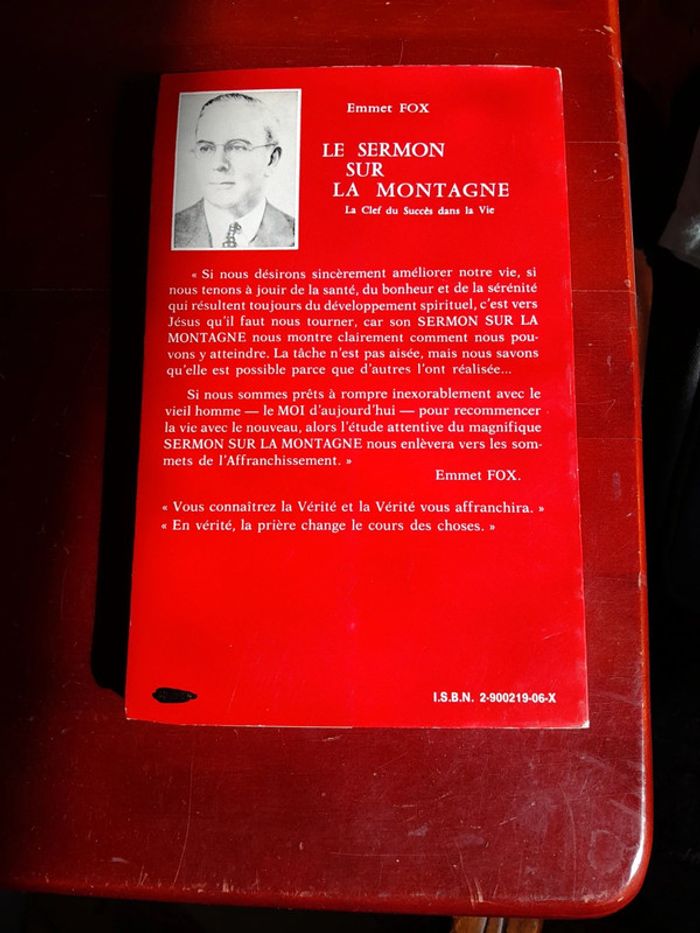 Emmet FOX
LE SERMON
SUR
LA MONTAGNE
La Clef du Succès dans la Vie
« Si nous désirons sincèrement améliorer notre vie, si
nous tenons à jouir de la santé, du bonheur et de la sérénité
qui résultent toujours du développement spirituel, c'est vers
Jésus qu'il faut nous tourner, car son SERMON SUR LA
MONTAGNE nous montre clairement comment nous pou-
vons y atteindre. La tâche n'est pas aisée, mais nous savons
qu'elle est possible parce que d'autres l'ont réalisée...
Si nous sommes prêts à rompre inexorablement avec le
vieil homme — le MOI d'aujourd'hui — pour recommencer
la vie avec le nouveau, alors l'étude attentive du magnifique
SERMON SUR LA MONTAGNE nous enlèvera vers les som-
mets de l'Affranchissement. »
Emmet FOX.
« Vous connaîtrez la Vérité et la Vérité vous affranchira. »
« En vérité, la prière change le cours des choses. »
I.S.B.N. 2-900219-06-X